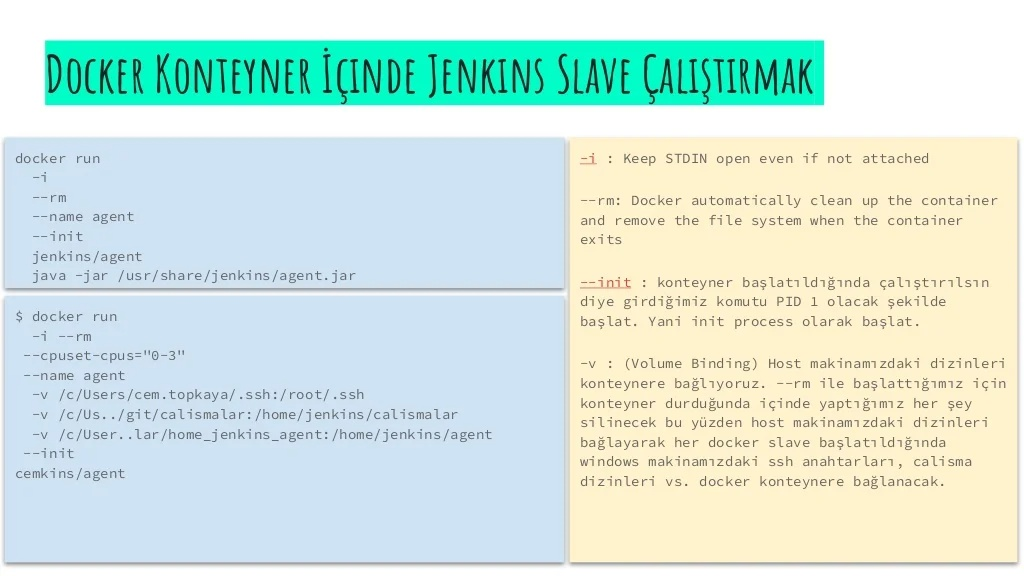 Docker Konteyner İçinde Jenkins Slave Çalıştırmak
docker run
-i
--rm
--name agent
--init
jenkins/agent
java -jar /usr/share/jenkins/agent.jar
$ docker run
-i --rm
--cpuset-cpus="0-3"
--name agent
-v /c/Users/cem.topkaya/.ssh:/root/.ssh
-v /c/Us../git/calismalar:/home/jenkins/calismalar
-v /c/User..lar/home_jenkins_agent:/home/jenkins/agent
--init
cemkins/agent
-i : Keep STDIN open even if not attached
--rm: Docker automatically clean up the container
and remove the file system when the container
exits
--init : konteyner başlatıldığında çalıştırılsın
diye girdiğimiz komutu PID 1 olacak şekilde
başlat. Yani init process olarak başlat.
-v : (Volume Binding) Host makinamızdaki dizinleri
konteynere bağlıyoruz. --rm ile başlattığımız için
konteyner durduğunda içinde yaptığımız her şey
silinecek bu yüzden host makinamızdaki dizinleri
bağlayarak her docker slave başlatıldığında
windows makinamızdaki ssh anahtarları, calisma
dizinleri vs. docker konteynere bağlanacak.